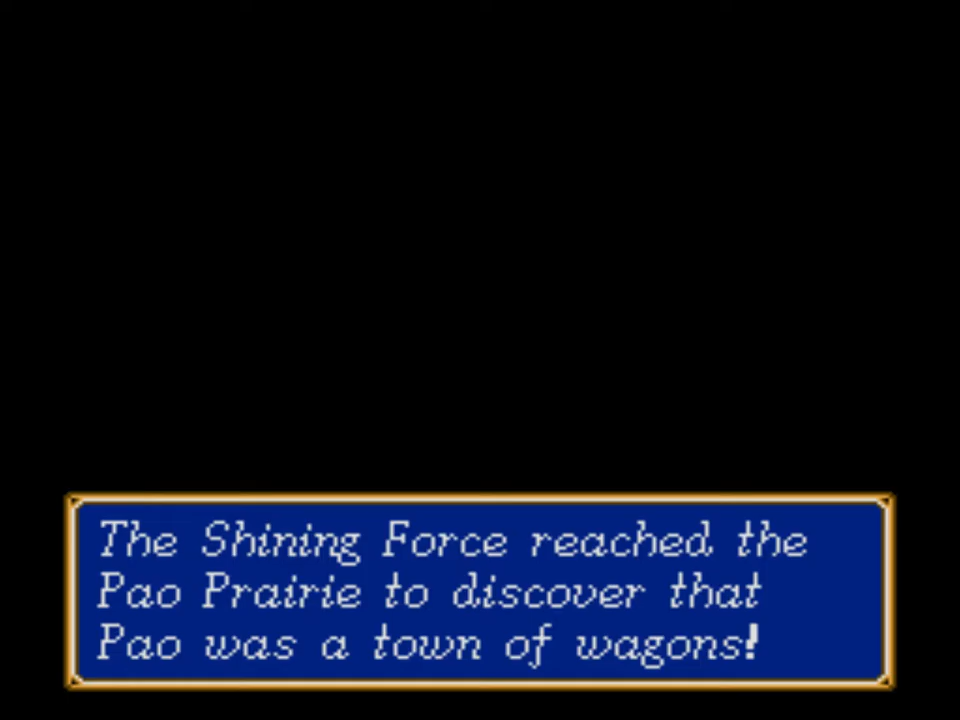 The Shining Force reached the
Pao Prairie to discover that
Pao was a town of wagons!